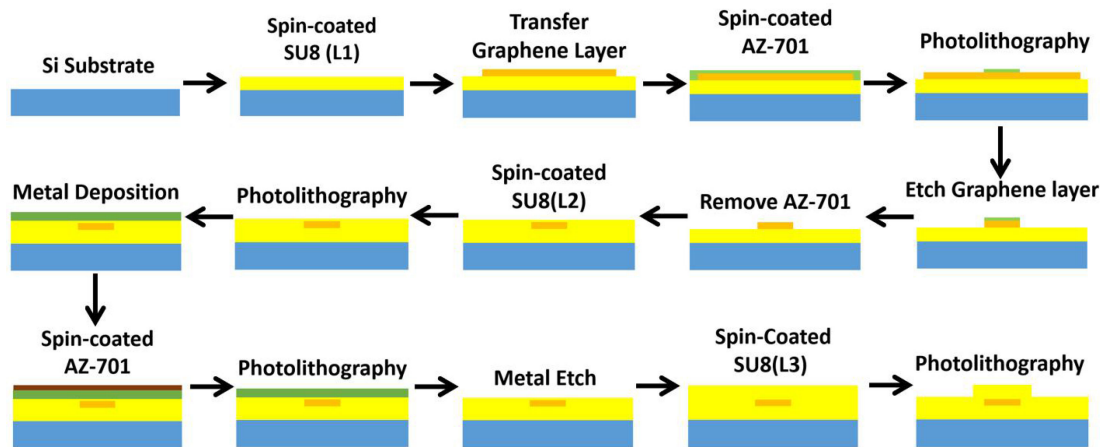 Si Substrate
Spin-coated
SU8 (L1)
Transfer
Graphene Layer
Spin-coated
AZ-701
Photolithography
Etch Graphene layer
Remove AZ-701
Spin-coated
SU8(L2)
Photolithography
Metal Deposition
Spin-coated
AZ-701
Photolithography
Metal Etch
Spin-Coated
SU8(L3)
Photolithography